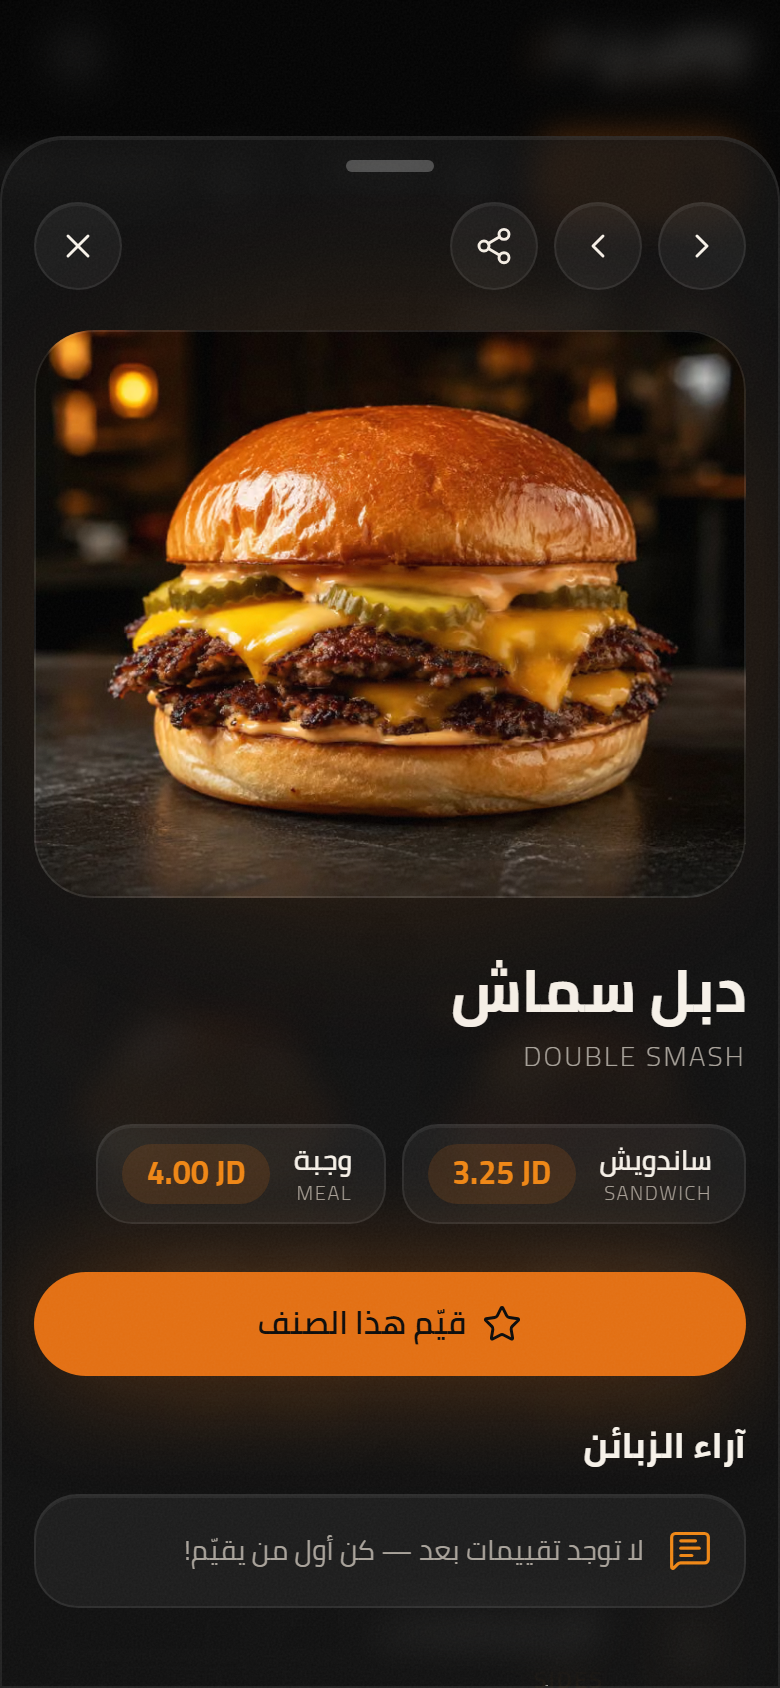 دبل سماش
DOUBLE SMASH
ساندويش
SANDWICH
3.25 JD
وجبة
MEAL
4.00 JD
قيّم هذا الصنف
آراء الزبائن
لا توجد تقييمات بعد — كن أول من يقيّم!